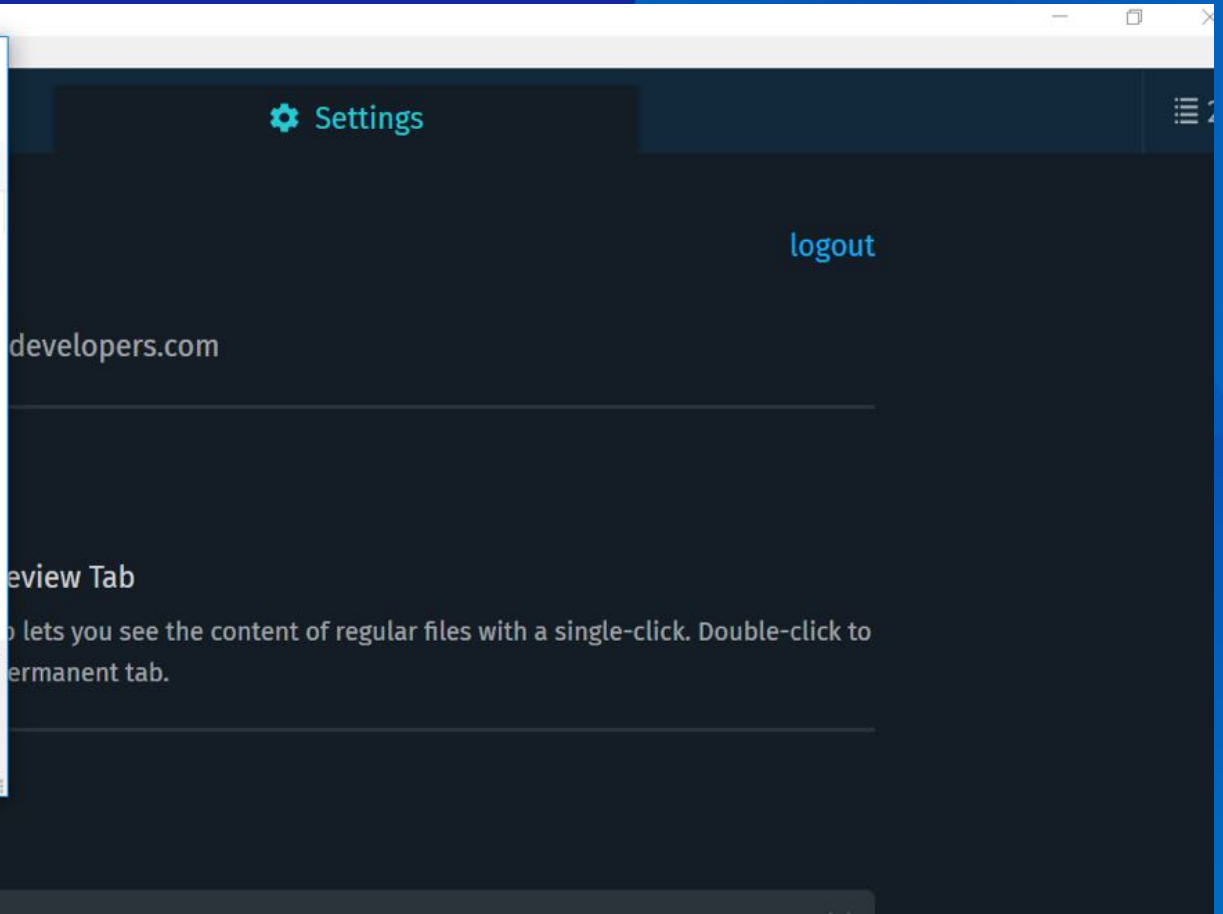 Settings
2
logout
developers.com
eview Tab
lets you see the content of regular files with a single-click. Double-click to
ermanent tab.